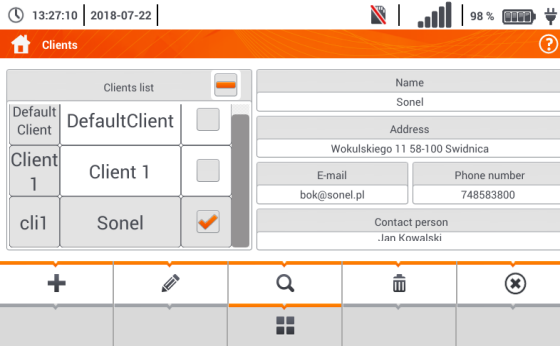 13:27:10 2018-07-22 98 %
Clients
Clients list
Default
Client
DefaultClient
Client
1
Client 1
cli1
Sonel
Name
Sonel
Address
Wokulskiego 11 58-100 Swidnica
E-mail
bok@sonel.pl
Phone number
748583800
Contact person
Jan Kowalski